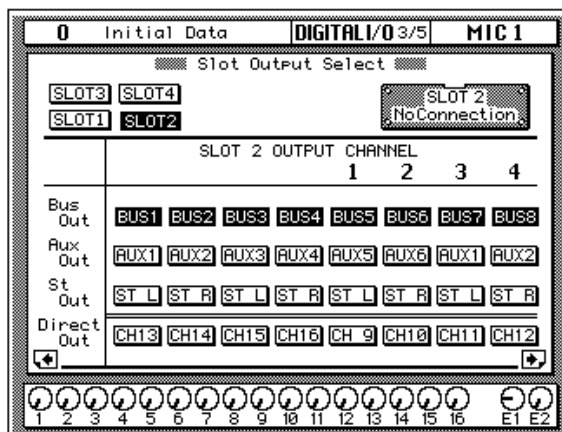 0 Initial Data DIGITAL I/O 3/5 MIC 1
Slot Output Select
SLOT3 SLOT4
SLOT1 SLOT2
SLOT 2
NoConnection
SLOT 2 OUTPUT CHANNEL
1 2 3 4
Bus Out BUS1 BUS2 BUS3 BUS4 BUS5 BUS6 BUS7 BUS8
Aux Out AUX1 AUX2 AUX3 AUX4 AUX5 AUX6 AUX1 AUX2
St Out ST L ST R ST L ST R ST L ST R ST L ST R
Direct Out CH13 CH14 CH15 CH16 CH 9 CH10 CH11 CH12
1 2 3 4 5 6 7 8 9 10 11 12 13 14 15 16 E1 E2